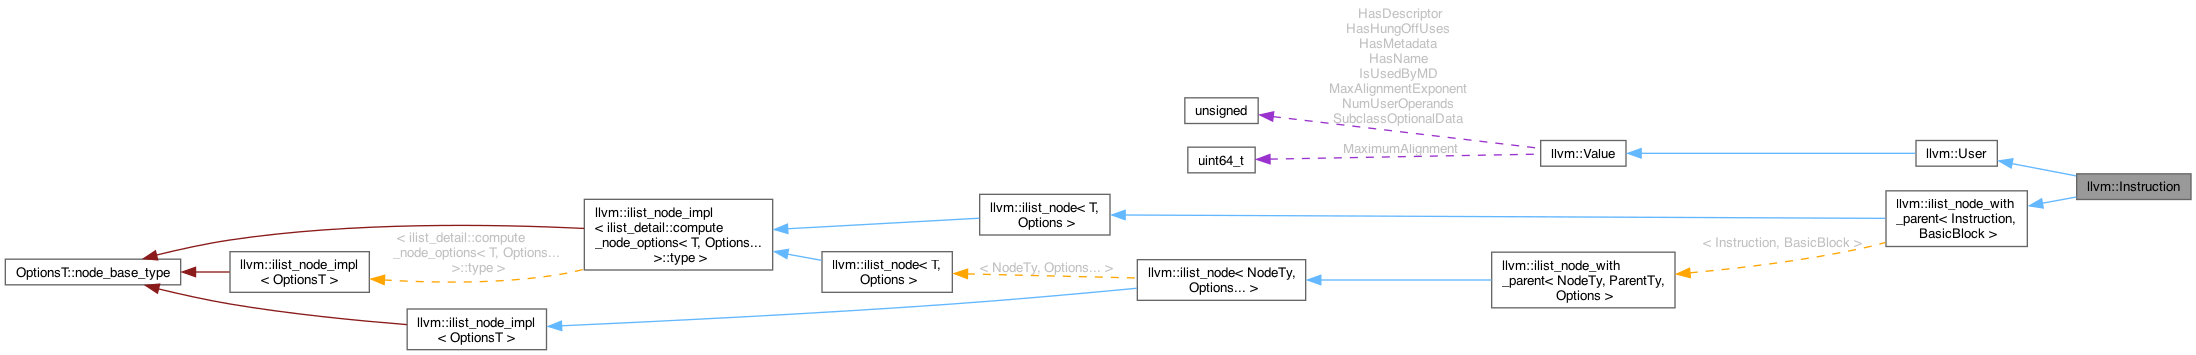 HasDescriptor
HasHungOffUses
HasMetadata
HasName
IsUsedByMD
MaxAlignmentExponent
NumUserOperands
SubclassOptionalData
unsigned
MaximumAlignment
uint64_t
llvm::Value
llvm::User
llvm::Instruction
llvm::ilist_node_impl
< ilist_detail::compute
_node_options< T, Options...
>::type >
llvm::ilist_node< T,
Options >
llvm::ilist_node_with
_parent< Instruction,
BasicBlock >
< ilist_detail::compute
_node_options< T, Options...
>::type >
< Instruction, BasicBlock >
OptionsT::node_base_type
llvm::ilist_node_impl
< OptionsT >
llvm::ilist_node< T,
Options >
< NodeTy, Options... >
llvm::ilist_node< NodeTy,
Options... >
llvm::ilist_node_with
_parent< NodeTy, ParentTy,
Options >
llvm::ilist_node_impl
< OptionsT >